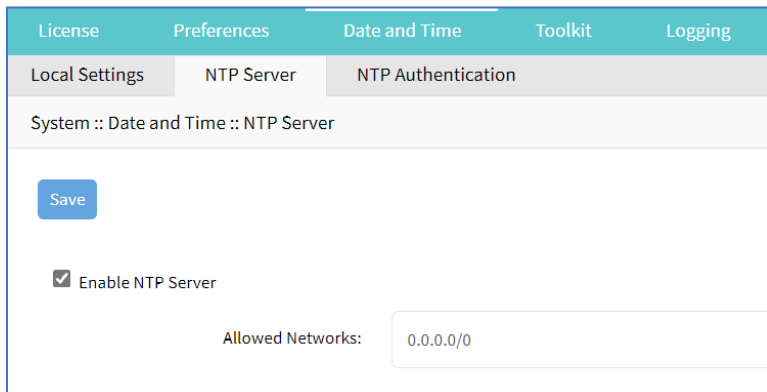 License Preferences Date and Time Toolkit Logging
Local Settings NTP Server NTP Authentication
System :: Date and Time :: NTP Server
Save
Enable NTP Server
Allowed Networks: 0.0.0.0/0